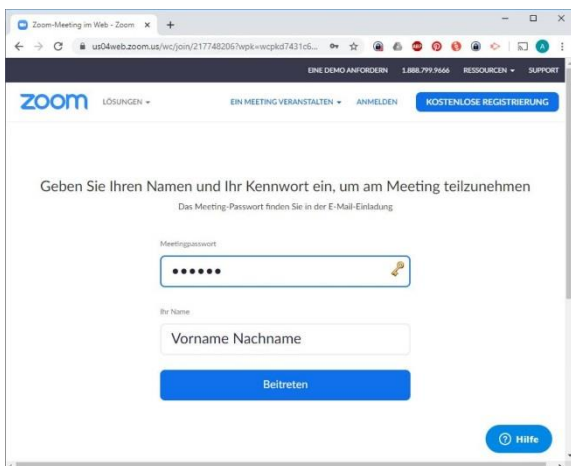 Zoom-Meeting im Web - Zoom
us04web.zoom.us/wc/join/217748206?wpk=wcpkd7431c6...
EINE DEMO ANFORDERN 1.888.799.9666 RESSOURCEN SUPPORT
zoom LÖSUNGEN EIN MEETING VERANSTALTEN ANMELDEN KOSTENLOSE REGISTRIERUNG
Geben Sie Ihren Namen und Ihr Kennwort ein, um am Meeting teilzunehmen
Das Meeting-Passwort finden Sie in der E-Mail-Einladung
Meetingpasswort
••••••
Ihr Name
Vorname Nachname
Beitreten
Hilfe